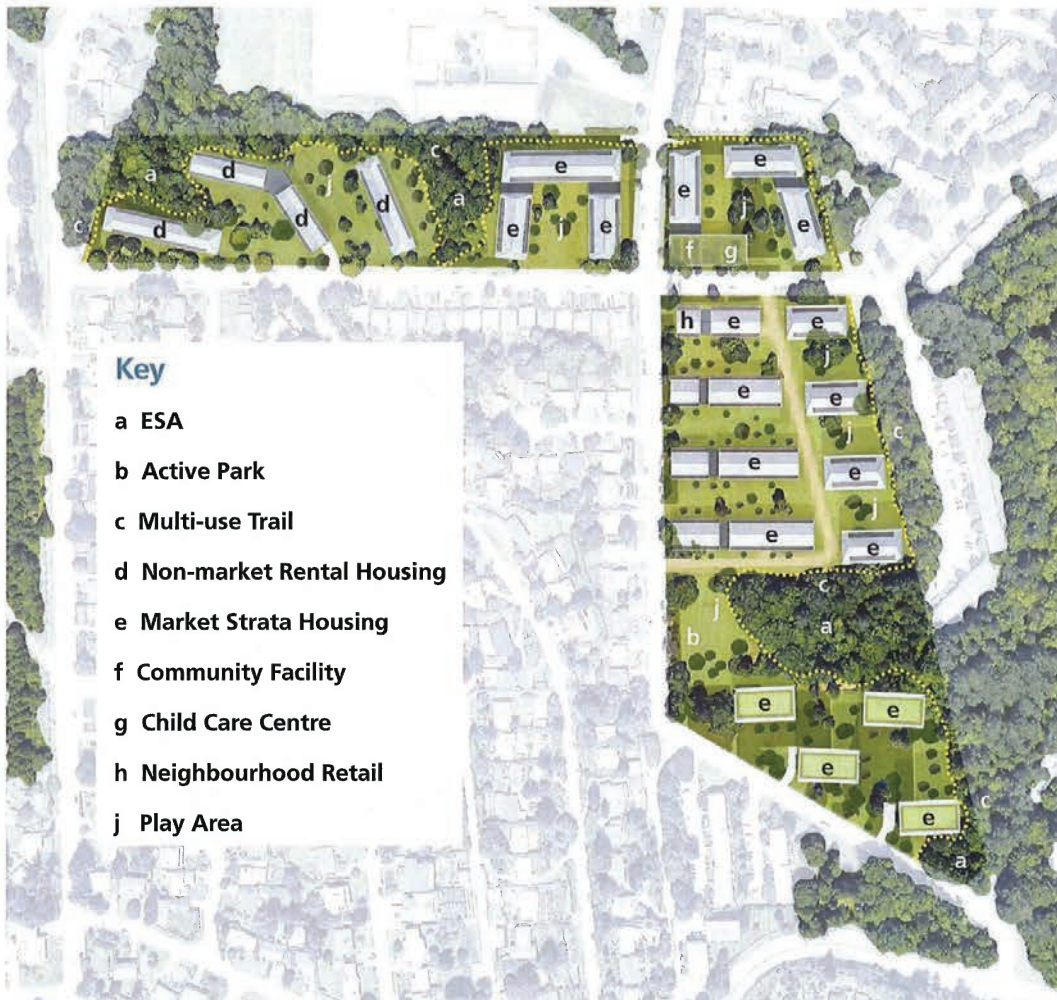 e
c
d
e
a
a
d
d
e
j
e
e
c
d
e
j
e
f g
h e e
Key
j
a ESA
e e
b Active Park
j
c
c Multi-use Trail
e e
j
d Non-market Rental Housing
e e
e Market Strata Housing
c
j
a
b
f Community Facility
e e
g Child Care Centre
h Neighbourhood Retail
e
c
j Play Area
e
a